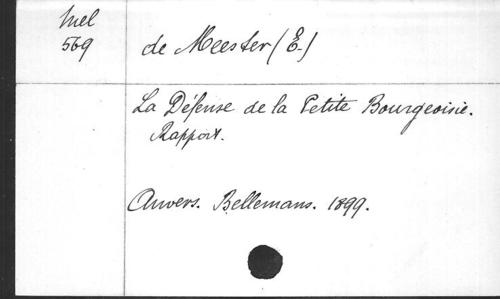 Mel
569
de Meester (E.)
La Défense de la Petite Bourgeoisie.
Rapport.
Anvers. Bellemans. 1899.